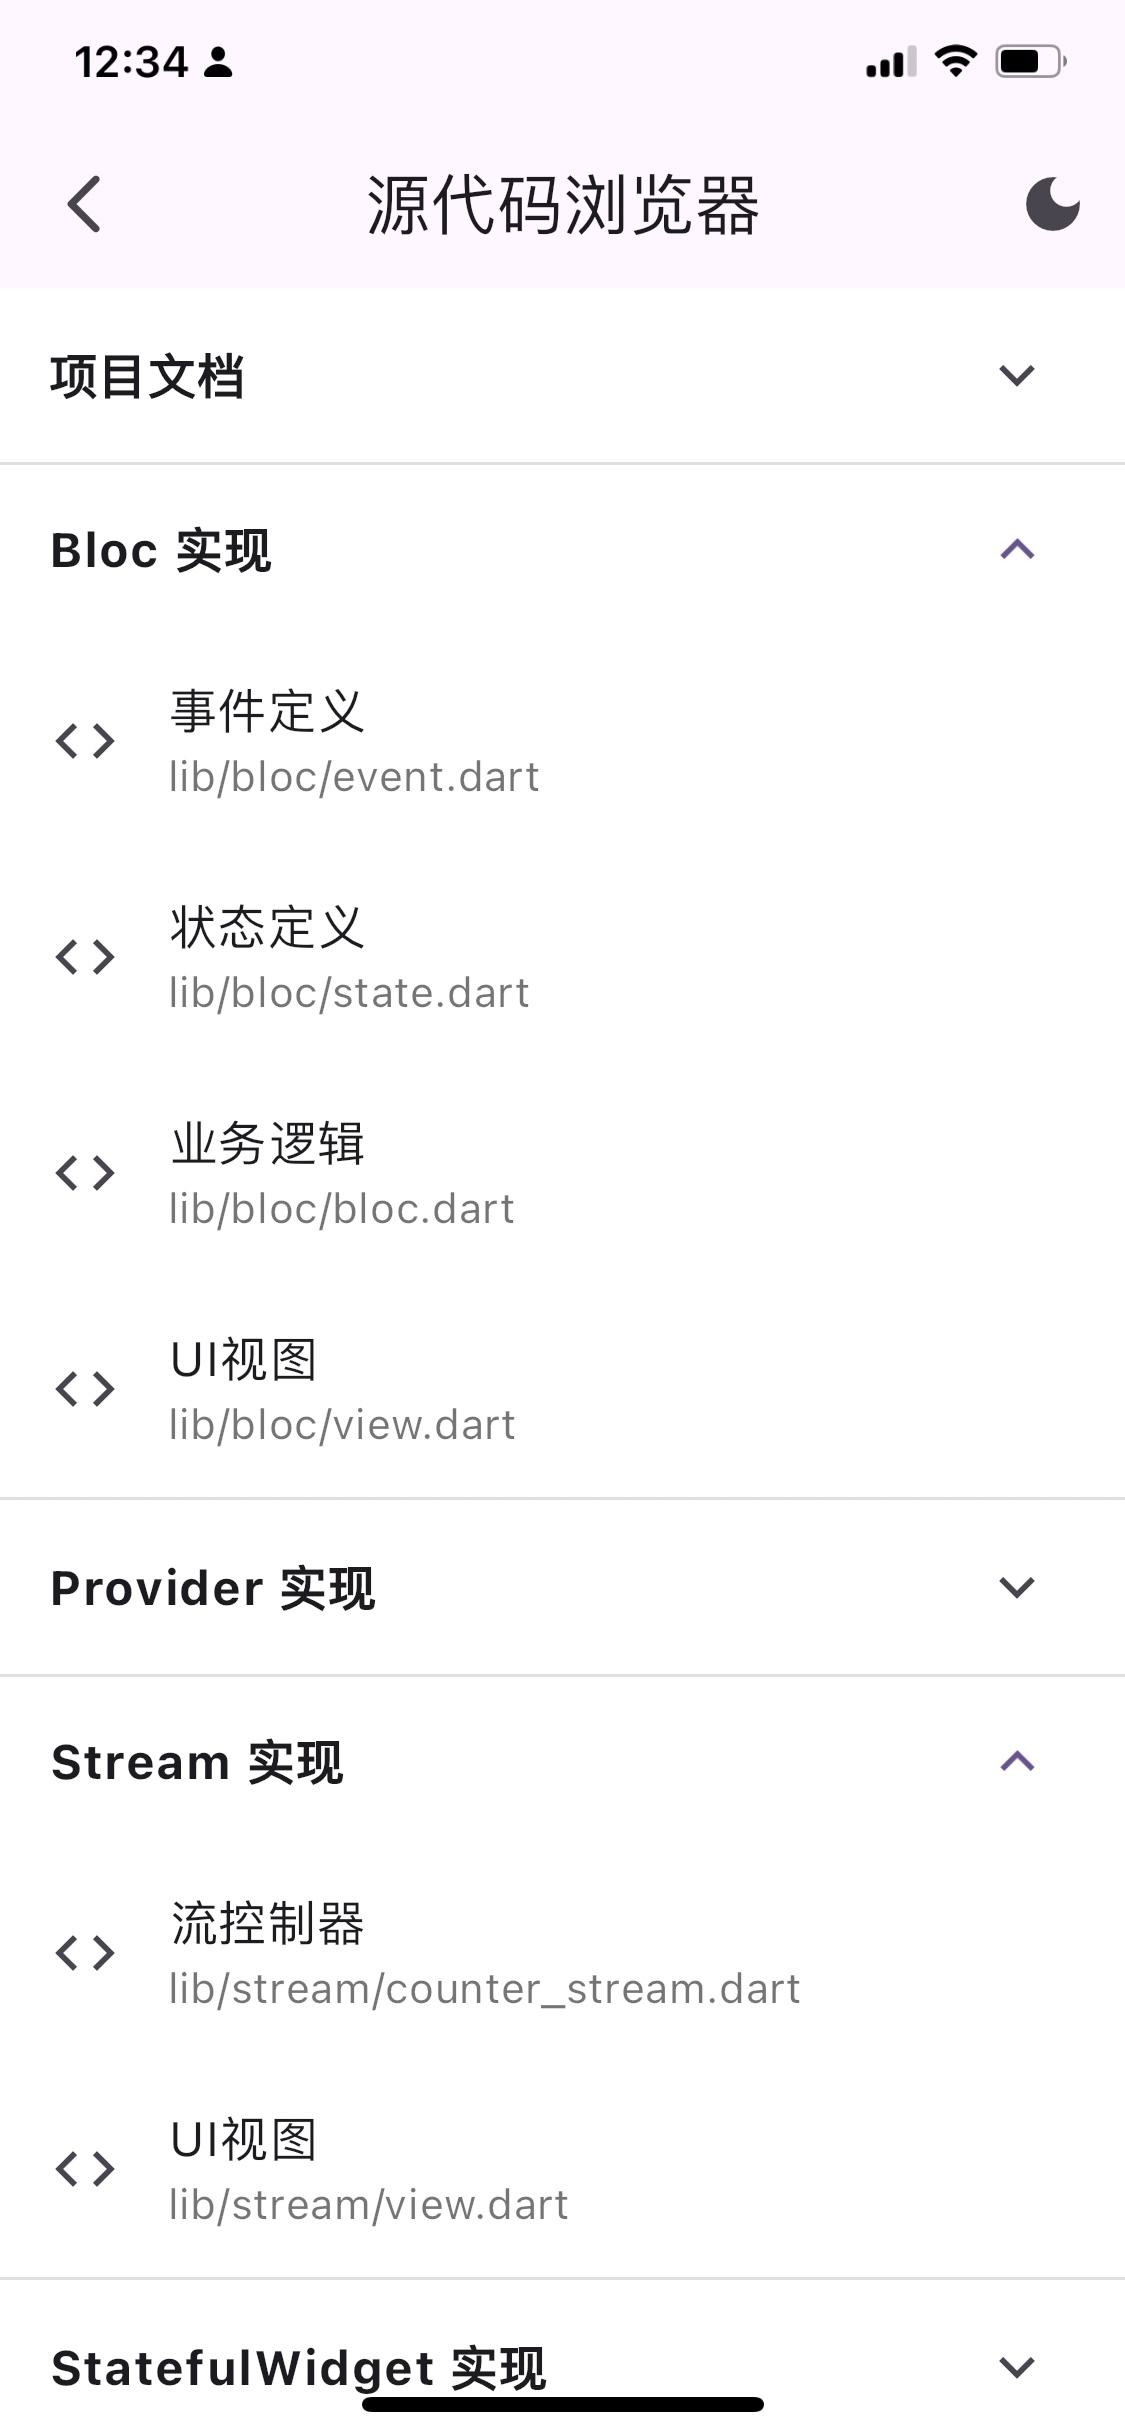 12:34
源代码浏览器
项目文档
Bloc 实现
事件定义
lib/bloc/event.dart
状态定义
lib/bloc/state.dart
业务逻辑
lib/bloc/bloc.dart
UI视图
lib/bloc/view.dart
Provider 实现
Stream 实现
流控制器
lib/stream/counter_stream.dart
UI视图
lib/stream/view.dart
StatefulWidget 实现